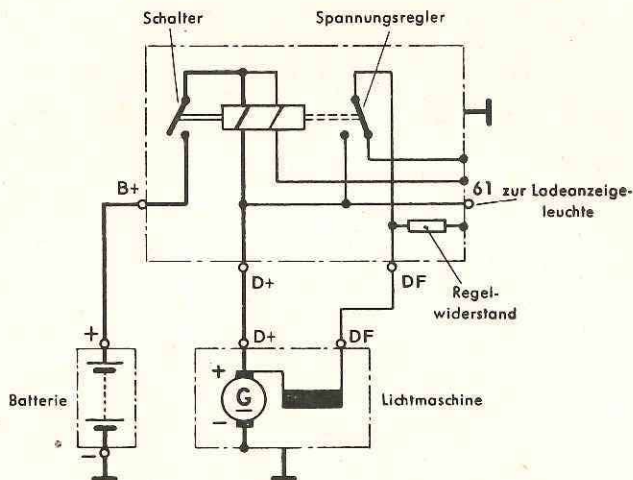 Schalter
Spannungsregler
B+
61 zur Ladeanzeige-
leuchte
D+
DF
Regel-
widerstand
+
D+
DF
Batterie
+
G
-
Lichtmaschine
-